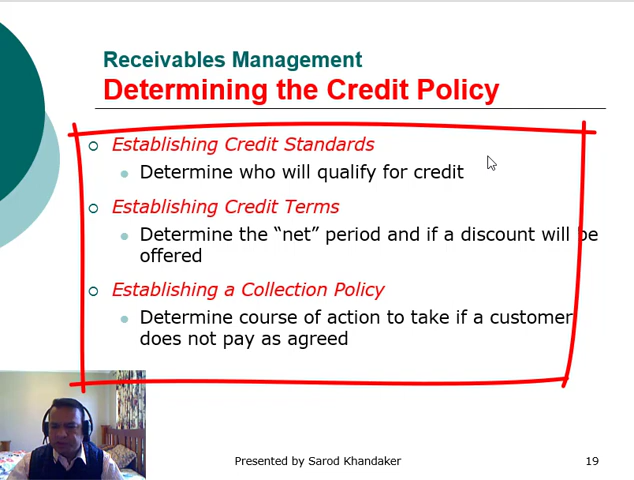 Receivables Management
Determining the Credit Policy
Establishing Credit Standards
Determine who will qualify for credit
Establishing Credit Terms
Determine the “net” period and if a discount will be
offered
Establishing a Collection Policy
Determine course of action to take if a customer
does not pay as agreed
Presented by Sarod Khandaker
19